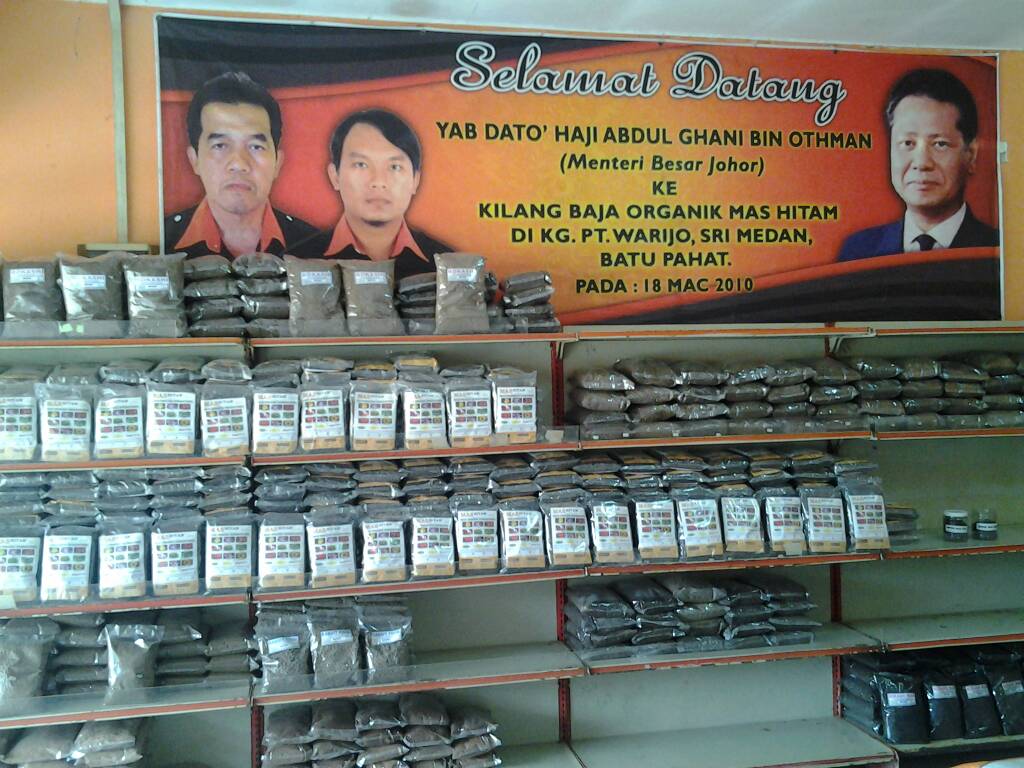 Selamat Datang
YAB DATO' HAJI ABDUL GHANI BIN OTHMAN
(Menteri Besar Johor)
KE
KILANG BAJA ORGANIK MAS HITAM
DI KG. PT. WARIJO, SRI MEDAN,
BATU PAHAT.
PADA : 18 MAC 2010